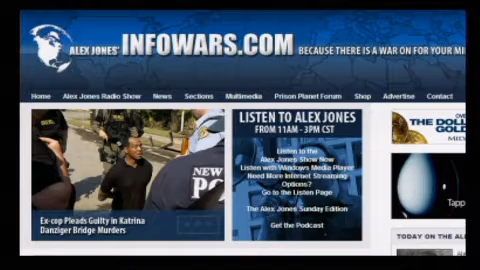 ALEX JONES' INFOWARS.COM BECAUSE THERE IS A WAR ON FOR YOUR MI
Home Alex Jones Radio Show News Sections Multimedia Prison Planet Forum Shop Advertise Contact
NEW
PO
Ex-cop Pleads Guilty in Katrina
Danziger Bridge Murders
LISTEN TO ALEX JONES
FROM 11AM - 3PM CST
Listen to the
Alex Jones Show Now
Listen with Windows Media Player
Need More Internet Streaming
Options?
Go to the Listen Page
The Alex Jones Sunday Edition
Get the Podcast
THE DOLL
GOLD
Tapp
TODAY ON THE AL